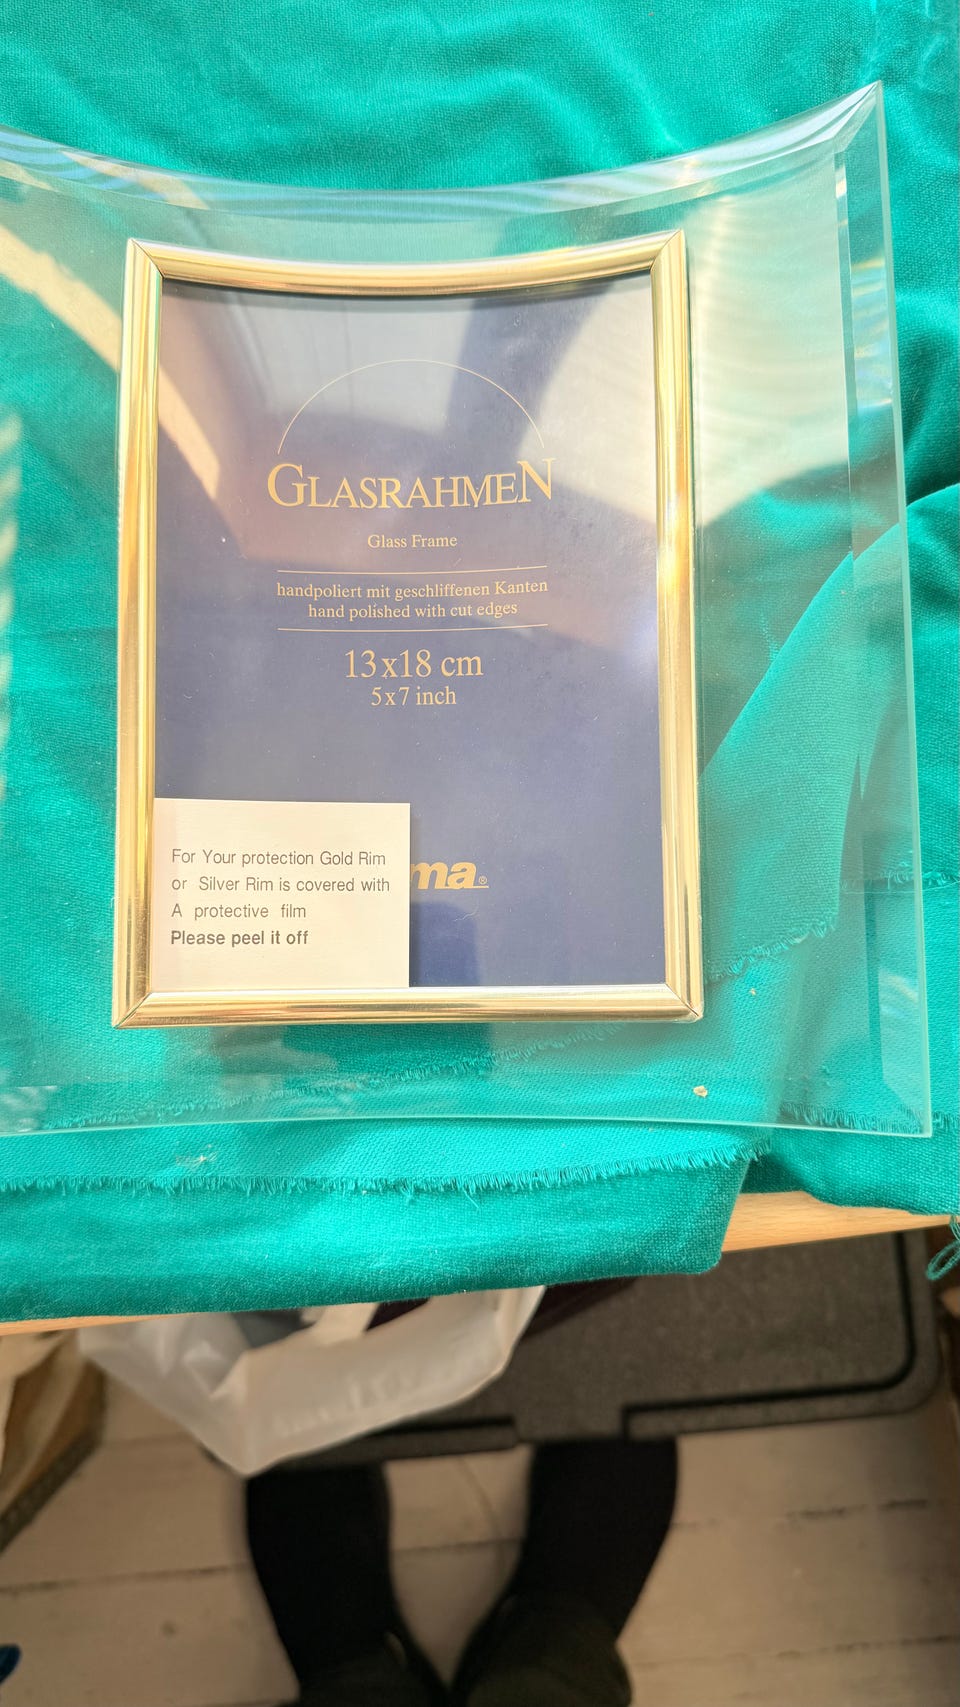 GLASRAHMEN
Glass Frame
handpoliert mit geschliffenen Kanten
hand polished with cut edges
13x18 cm
5x7 inch
ma®
For Your protection Gold Rim
or Silver Rim is covered with
A protective film
Please peel it off